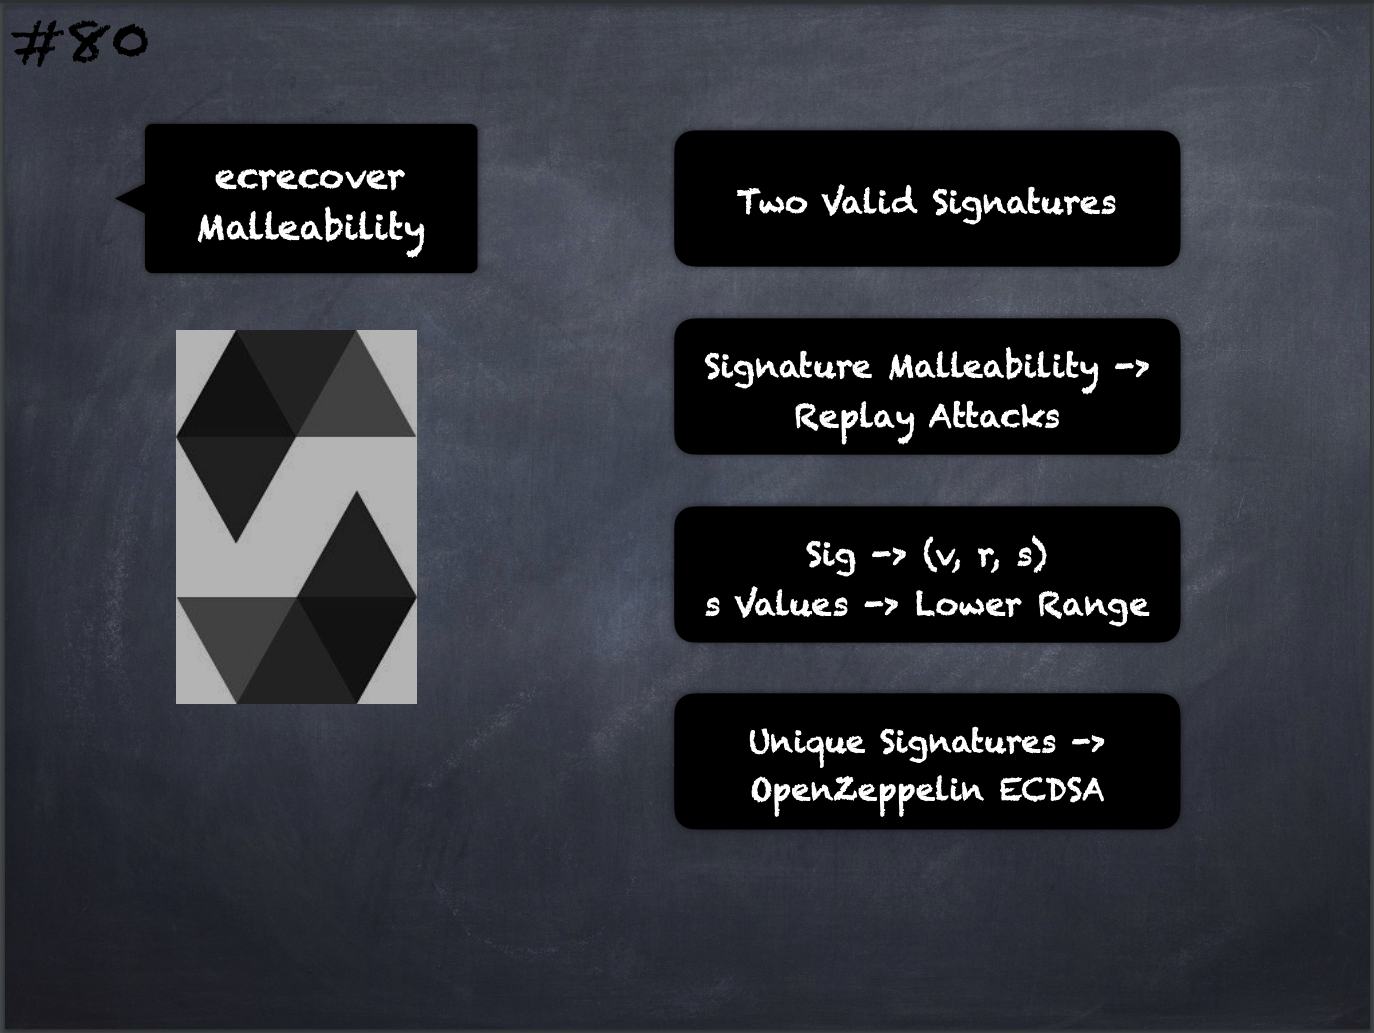 #80
ecrecover
Malleability
Two Valid Signatures
Signature Malleability ->
Replay Attacks
Sig -> (v, r, s)
s Values -> Lower Range
Unique Signatures ->
OpenZeppelin ECDSA